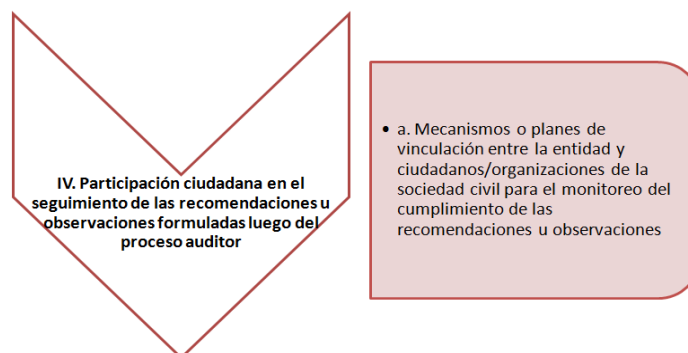 IV. Participación ciudadana en el
seguimiento de las recomendaciones u
observaciones formuladas luego del
proceso auditor
• a. Mecanismos o planes de
vinculación entre la entidad y
ciudadanos/organizaciones de la
sociedad civil para el monitoreo del
cumplimiento de las
recomendaciones u observaciones